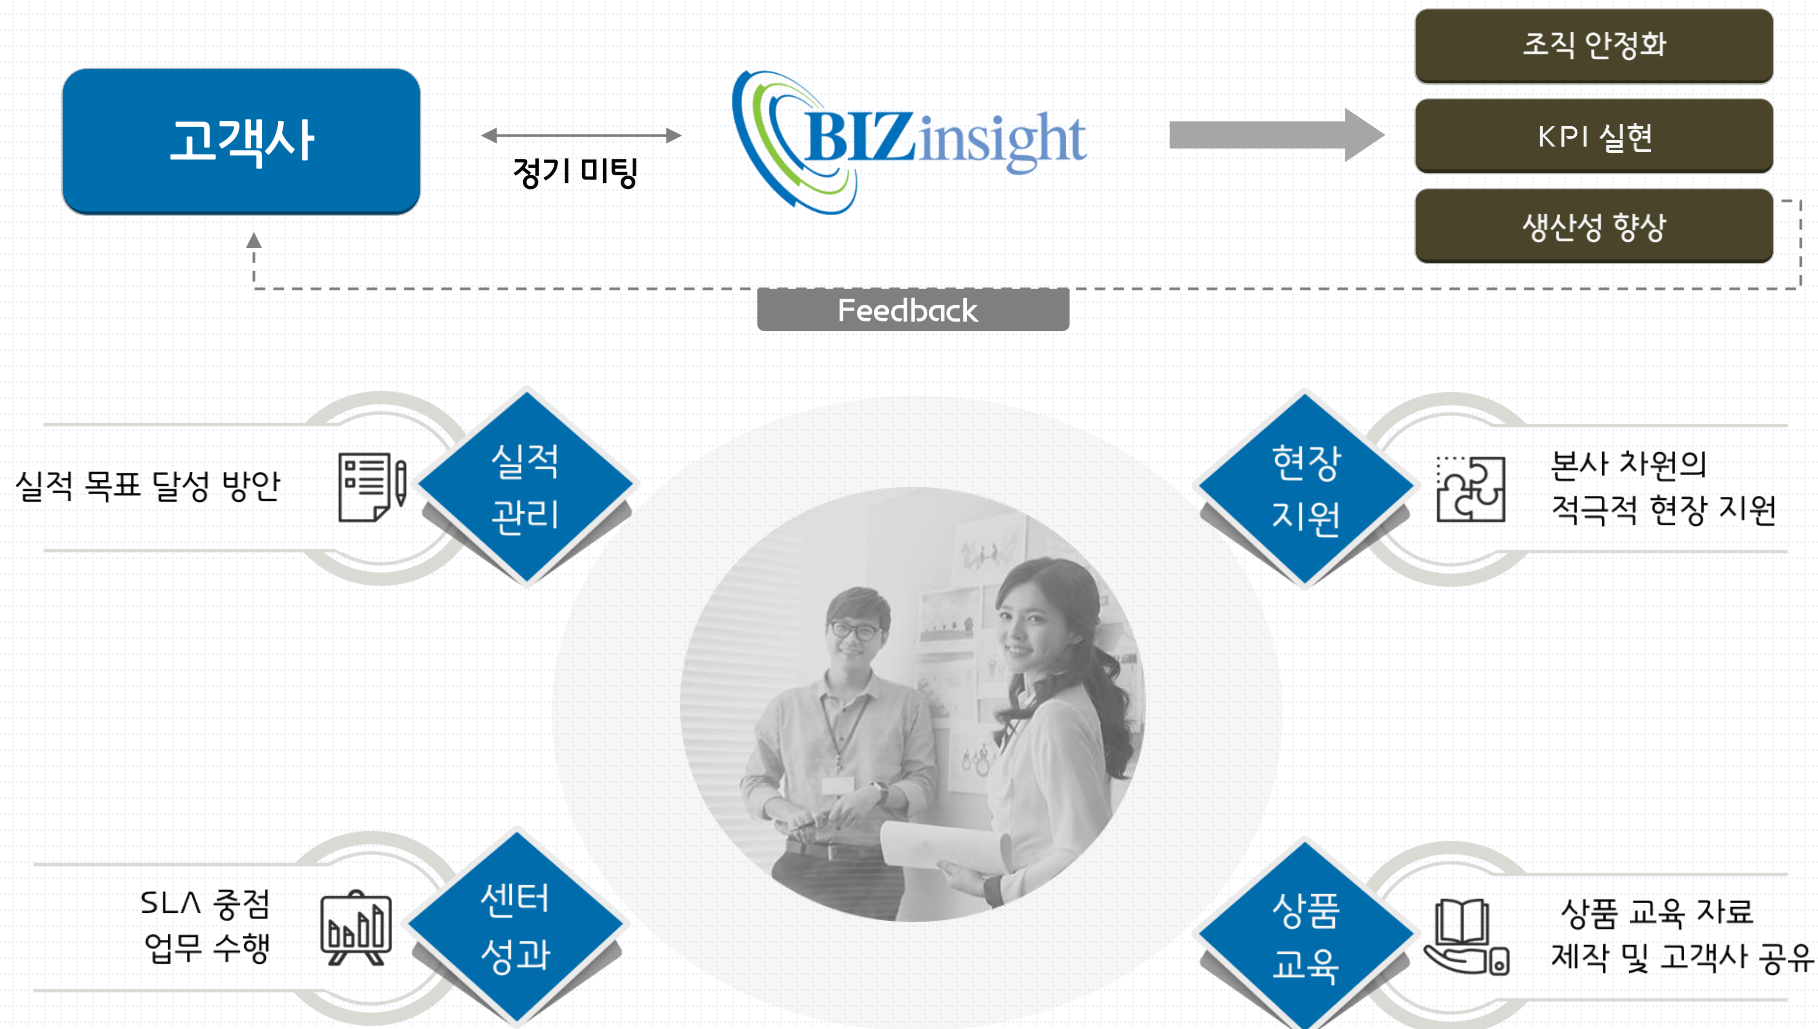 고객사
정기 미팅
BIZinsight
조직 안정화
KPI 실현
생산성 향상
Feedback
실적 목표 달성 방안
실적
관리
현장
지원
본사 차원의
적극적 현장 지원
SLA 중점
업무 수행
센터
성과
상품
교육
상품 교육 자료
제작 및 고객사 공유